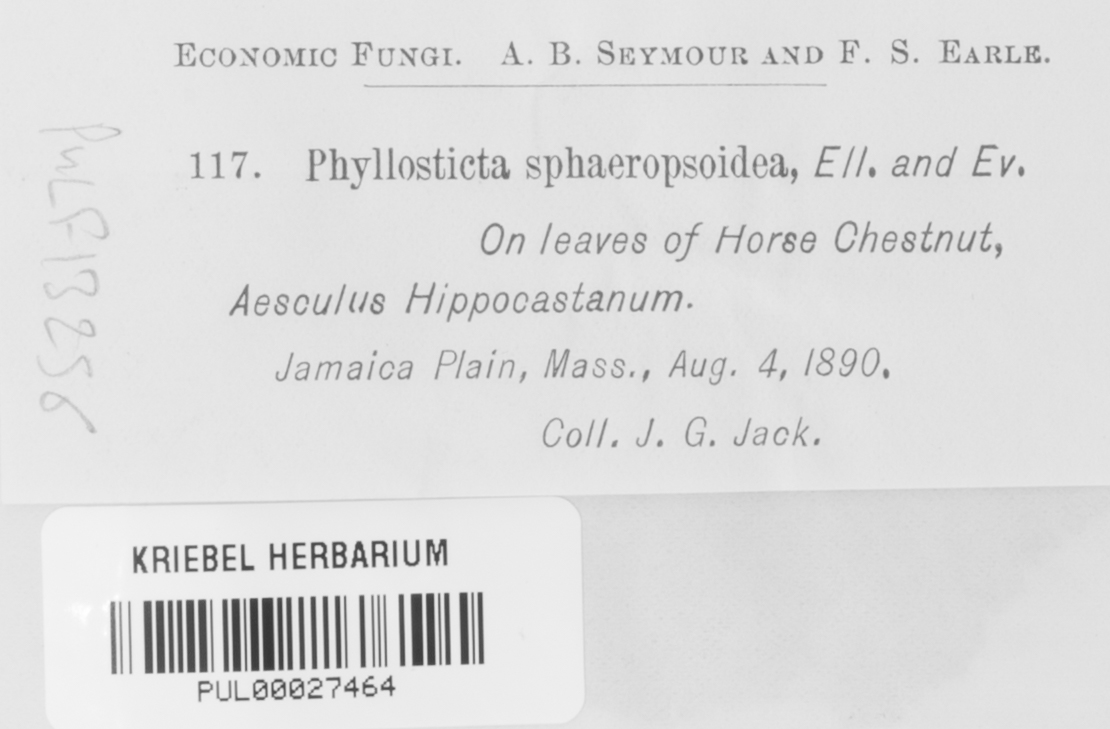 ECONOMIC FUNGI. A. B. SEYMOUR AND F. S. EARLE.
117. Phyllosticta sphaeropsoidea, Ell. and Ev.
On leaves of Horse Chestnut,
Aesculus Hippocastanum.
Jamaica Plain, Mass., Aug. 4, 1890.
Coll. J. G. Jack.
PULF13256
KRIEBEL HERBARIUM
PUL00027464